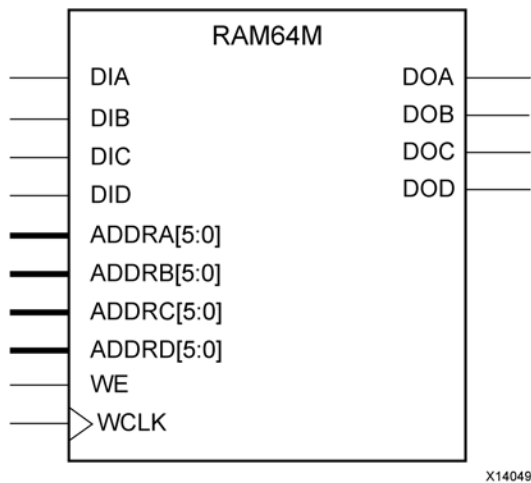 RAM64M
DIA
DOA
DIB
DOB
DIC
DOC
DID
DOD
ADDRA[5:0]
ADDRB[5:0]
ADDRC[5:0]
ADDRD[5:0]
WE
WCLK
X14049